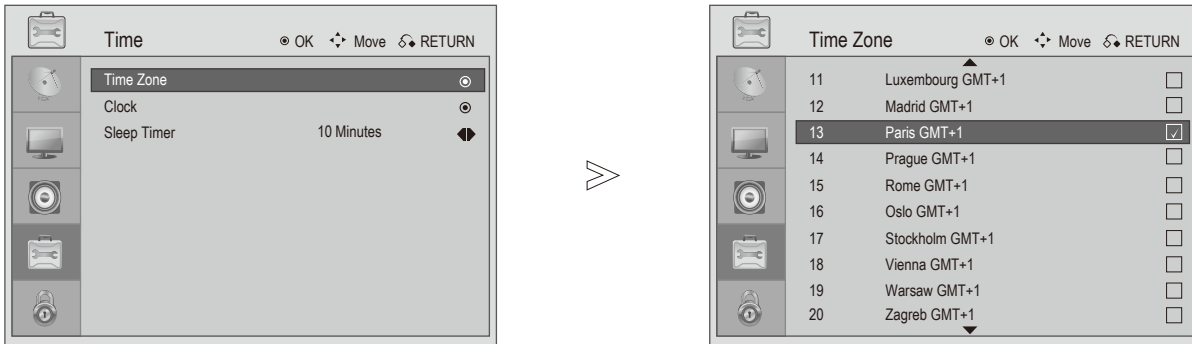 Time ◉ OK Move RETURN
Time Zone
Clock
Sleep Timer 10 Minutes
Time Zone ◉ OK Move RETURN
11 Luxembourg GMT+1
12 Madrid GMT+1
13 Paris GMT+1
14 Prague GMT+1
15 Rome GMT+1
16 Oslo GMT+1
17 Stockholm GMT+1
18 Vienna GMT+1
19 Warsaw GMT+1
20 Zagreb GMT+1